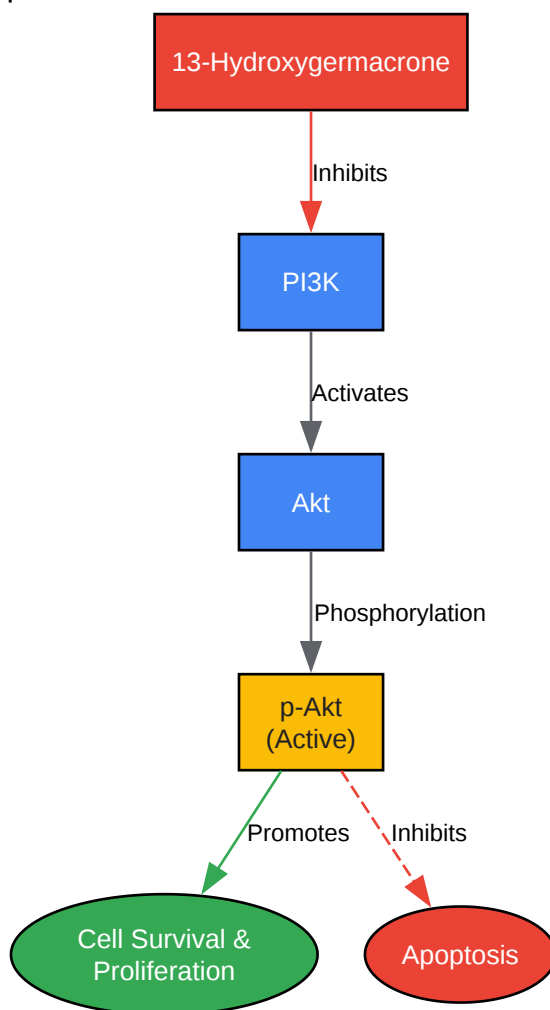 13-Hydroxygermacrone
Inhibits
PI3K
Activates
Akt
Phosphorylation
p-Akt
(Active)
Promotes
Inhibits
Cell Survival &
Proliferation
Apoptosis